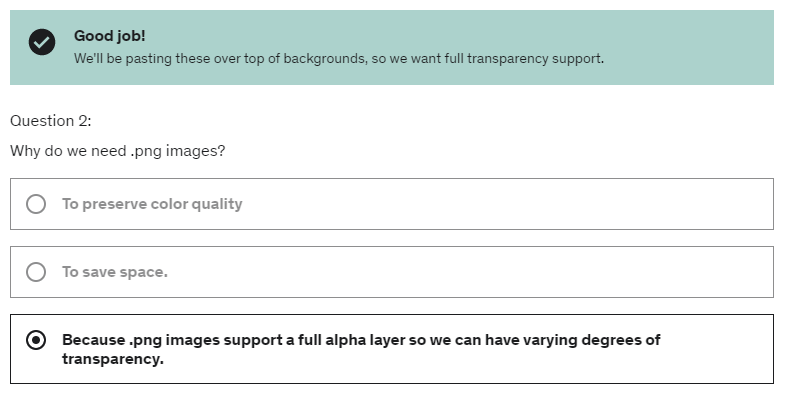 Good job!
We'll be pasting these over top of backgrounds, so we want full transparency support.
Question 2:
Why do we need .png images?
To preserve color quality
To save space.
Because .png images support a full alpha layer so we can have varying degrees of
transparency.